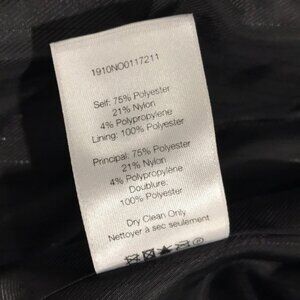 1910NO0117211
Self: 75% Polyester
21% Nylon
4% Polypropylene
Lining: 100% Polyester
Principal: 75% Polyester
21% Nylon
4% Polypropylène
Doublure:
100% Polyester
Dry Clean Only
Nettoyer à sec seulement